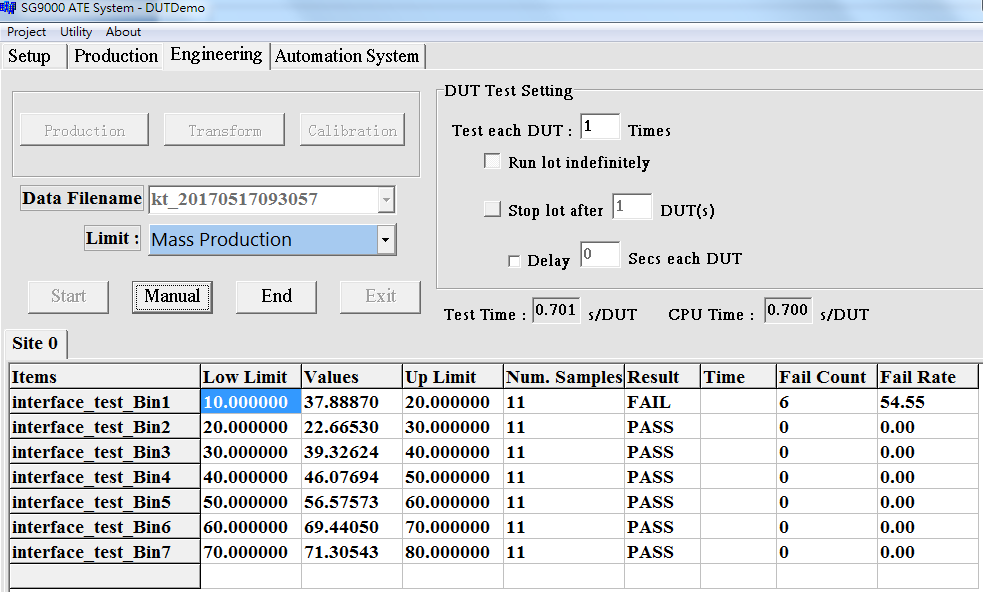 SG9000 ATE System - DUTDemo
Project Utility About
Setup Production Engineering Automation System
Production Transform Calibration
Data Filename kt_20170517093057
Limit : Mass Production
Start Manual End Exit
DUT Test Setting
Test each DUT : 1 Times
Run lot indefinitely
Stop lot after 1 DUT(s)
Delay 0 Secs each DUT
Test Time : 0.701 s/DUT CPU Time : 0.700 s/DUT
Site 0
Items Low Limit Values Up Limit Num. Samples Result Time Fail Count Fail Rate
interface_test_Bin1 10.000000 37.88870 20.000000 11 FAIL 6 54.55
interface_test_Bin2 20.000000 22.66530 30.000000 11 PASS 0 0.00
interface_test_Bin3 30.000000 39.32624 40.000000 11 PASS 0 0.00
interface_test_Bin4 40.000000 46.07694 50.000000 11 PASS 0 0.00
interface_test_Bin5 50.000000 56.57573 60.000000 11 PASS 0 0.00
interface_test_Bin6 60.000000 69.44050 70.000000 11 PASS 0 0.00
interface_test_Bin7 70.000000 71.30543 80.000000 11 PASS 0 0.00